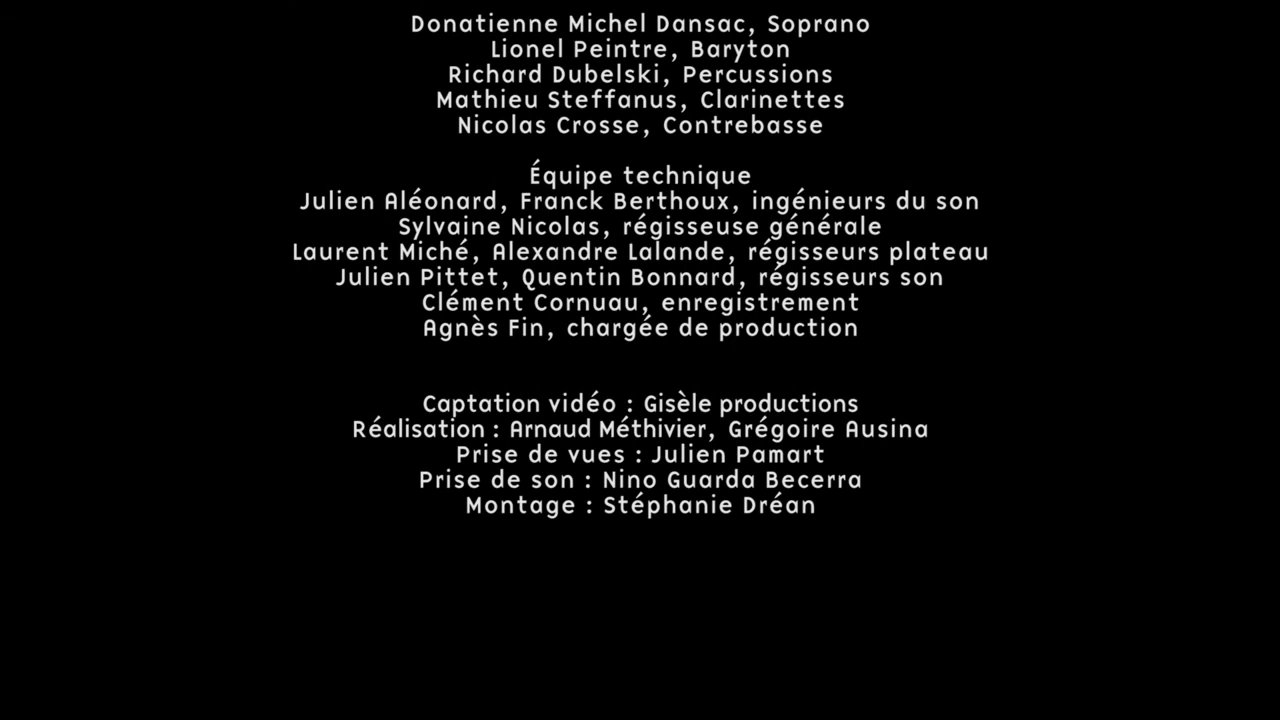 Donatienne Michel Dansac, Soprano
Lionel Peintre, Baryton
Richard Dubelski, Percussions
Mathieu Steffanus, Clarinettes
Nicolas Crosse, Contrebasse
Équipe technique
Julien Aléonard, Franck Berthoux, ingénieurs du son
Sylvaine Nicolas, régisseuse générale
Laurent Miché, Alexandre Lalande, régisseurs plateau
Julien Pittet, Quentin Bonnard, régisseurs son
Clément Cornuau, enregistrement
Agnès Fin, chargée de production
Captation vidéo : Gisèle productions
Réalisation : Arnaud Méthivier, Grégoire Ausina
Prise de vues : Julien Pamart
Prise de son : Nino Guarda Becerra
Montage : Stéphanie Dréan